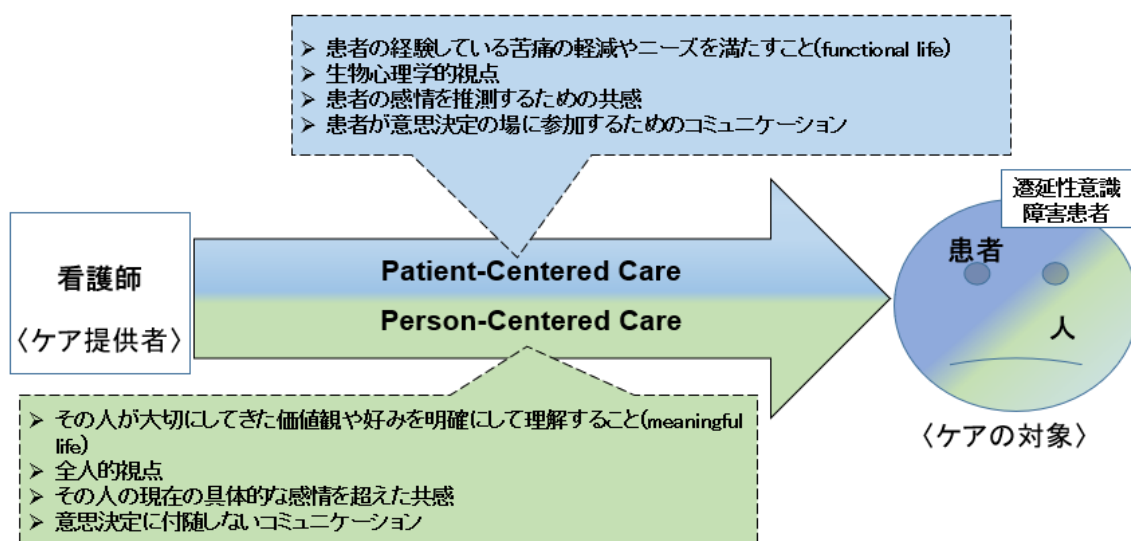 ➢ 患者の経験している苦痛の軽減やニーズを満たすこと(functional life)
➢ 生物心理学的視点
➢ 患者の感情を推測するための共感
➢ 患者が意思決定の場に参加するためのコミュニケーション
遷延性意識
障害患者
看護師
〈ケア提供者〉
Patient-Centered Care
Person-Centered Care
患者
人
〈ケアの対象〉
➢ その人が大切にしてきた価値観や好みを明確にして理解すること(meaningful
life)
➢ 全人的視点
➢ その人の現在の具体的な感情を超えた共感
➢ 意思決定に付随しないコミュニケーション